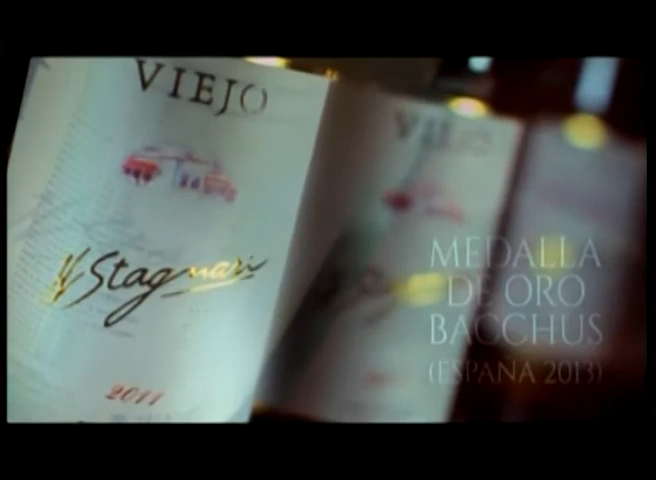 VIEJO
H Stagnari
2011
MEDALLA
DE ORO
BACCHUS
(ESPAÑA 2013)